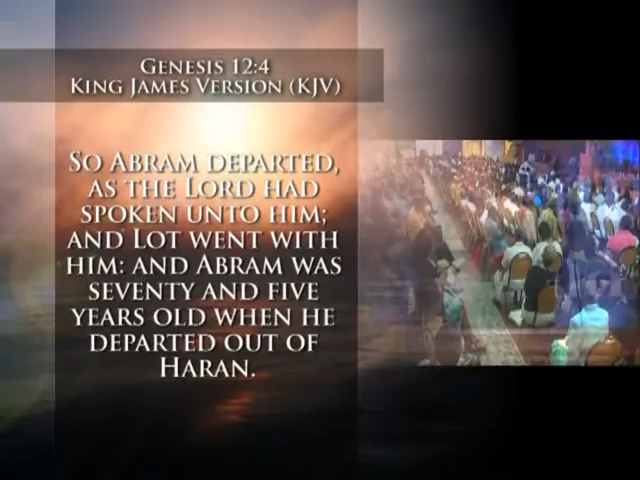 Genesis 12:4
King James Version (KJV)
So Abram departed,
as the Lord had
spoken unto him;
and Lot went with
him: and Abram was
seventy and five
years old when he
departed out of
Haran.